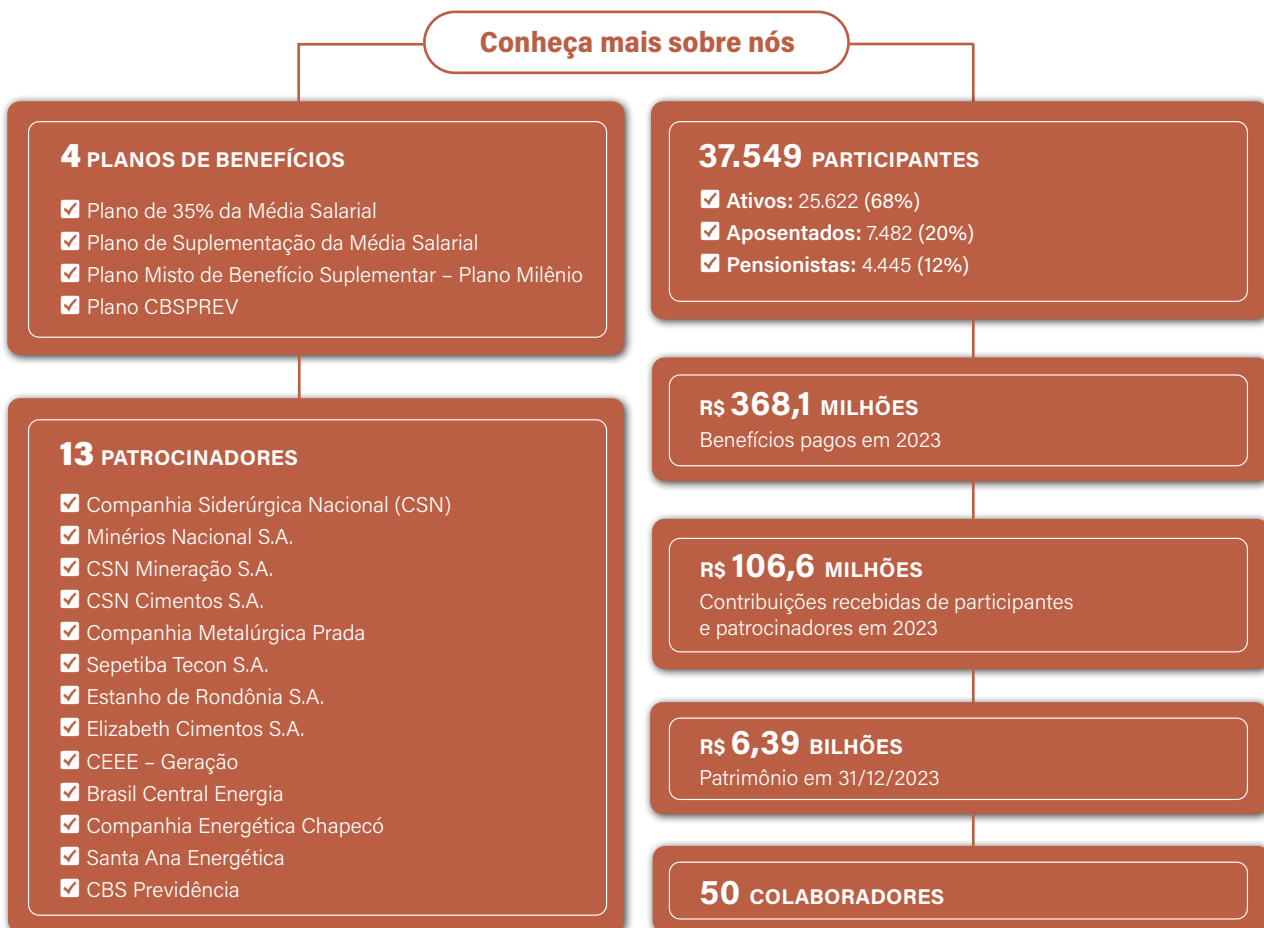 Conheça mais sobre nós
4 PLANOS DE BENEFÍCIOS
Plano de 35% da Média Salarial
Plano de Suplementação da Média Salarial
Plano Misto de Benefício Suplementar – Plano Milênio
Plano CBSPREV
13 PATROCINADORES
Companhia Siderúrgica Nacional (CSN)
Minérios Nacional S.A.
CSN Mineração S.A.
CSN Cimentos S.A.
Companhia Metalúrgica Prada
Sepetiba Tecon S.A.
Estanho de Rondônia S.A.
Elizabeth Cimentos S.A.
CEEE – Geração
Brasil Central Energia
Companhia Energética Chapecó
Santa Ana Energética
CBS Previdência
37.549 PARTICIPANTES
Ativos: 25.622 (68%)
Aposentados: 7.482 (20%)
Pensionistas: 4.445 (12%)
R$ 368,1 MILHÕES
Benefícios pagos em 2023
R$ 106,6 MILHÕES
Contribuições recebidas de participantes
e patrocinadores em 2023
R$ 6,39 BILHÕES
Patrimônio em 31/12/2023
50 COLABORADORES